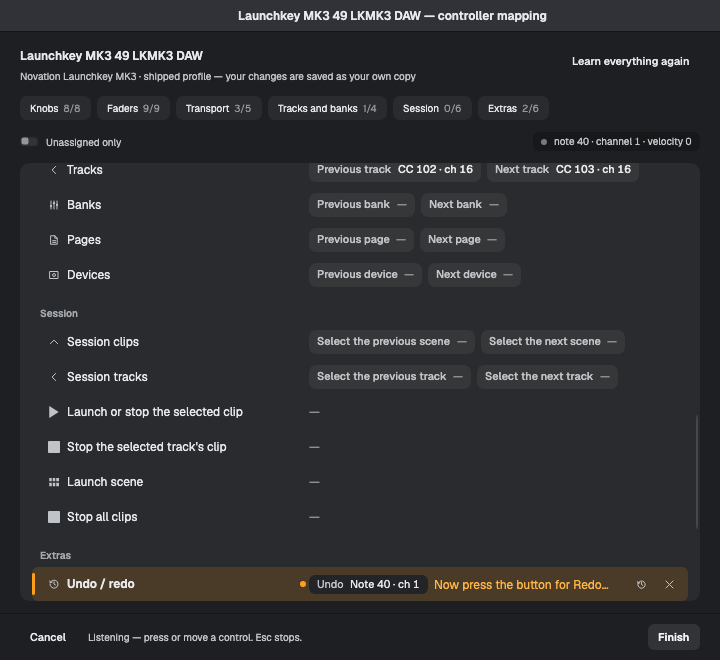 Launchkey MK3 49 LKMK3 DAW — controller mapping
Launchkey MK3 49 LKMK3 DAW
Novation Launchkey MK3 · shipped profile — your changes are saved as your own copy
Learn everything again
Knobs 8/8 Faders 9/9 Transport 3/5 Tracks and banks 1/4 Session 0/6 Extras 2/6
Unassigned only
note 40 · channel 1 · velocity 0
Tracks Previous track CC 102 · ch 16 Next track CC 103 · ch 16
Banks Previous bank — Next bank —
Pages Previous page — Next page —
Devices Previous device — Next device —
Session
Session clips Select the previous scene — Select the next scene —
Session tracks Select the previous track — Select the next track —
Launch or stop the selected clip —
Stop the selected track's clip —
Launch scene —
Stop all clips —
Extras
Undo / redo Undo Note 40 · ch 1 Now press the button for Redo…
Cancel Listening — press or move a control. Esc stops. Finish